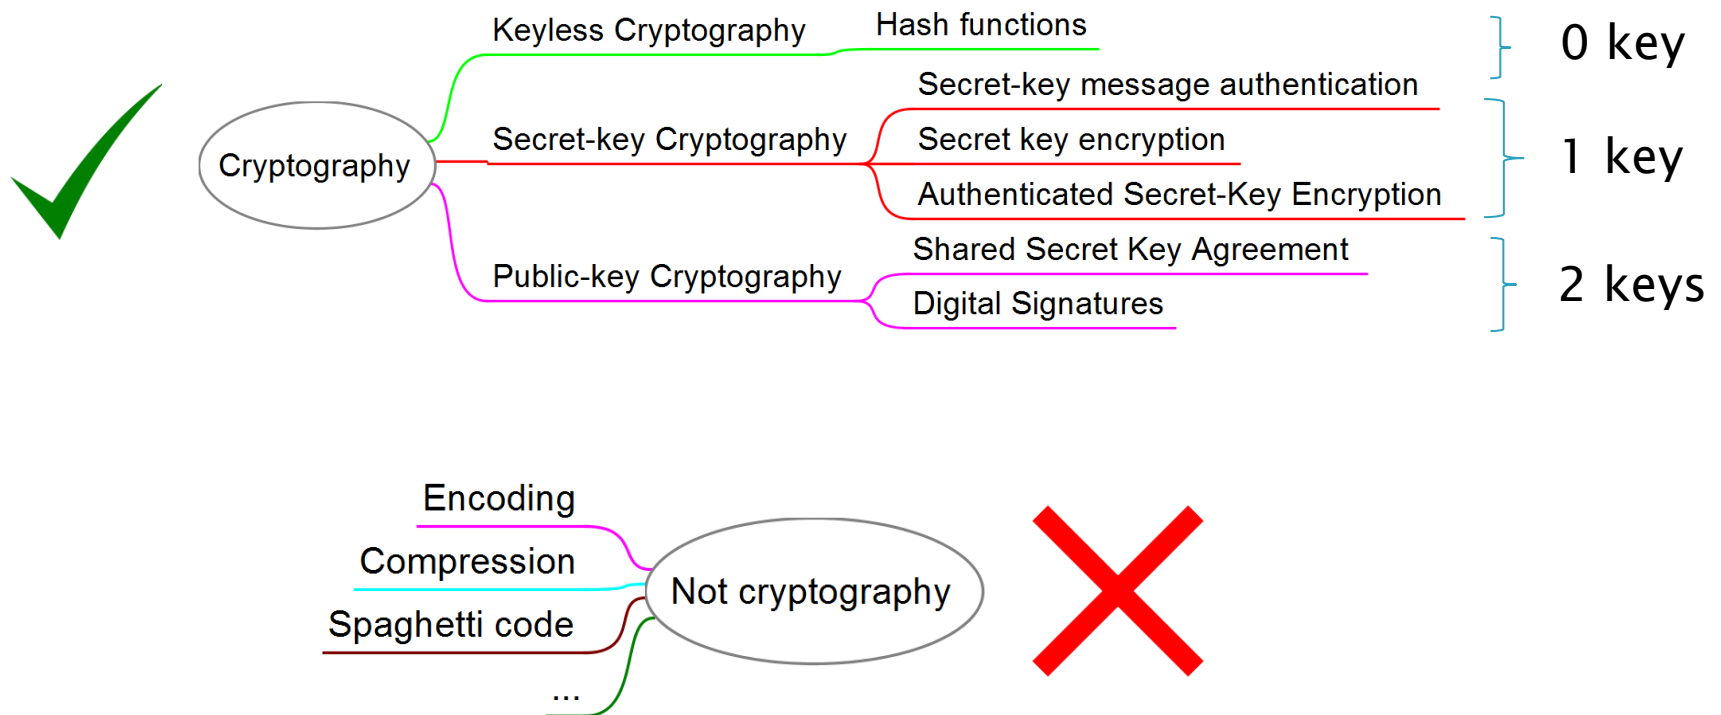 Keyless Cryptography
Hash functions
0 key
Cryptography
Secret-key Cryptography
Secret-key message authentication
Secret key encryption
Authenticated Secret-Key Encryption
1 key
Public-key Cryptography
Shared Secret Key Agreement
Digital Signatures
2 keys
Encoding
Compression
Spaghetti code
...
Not cryptography